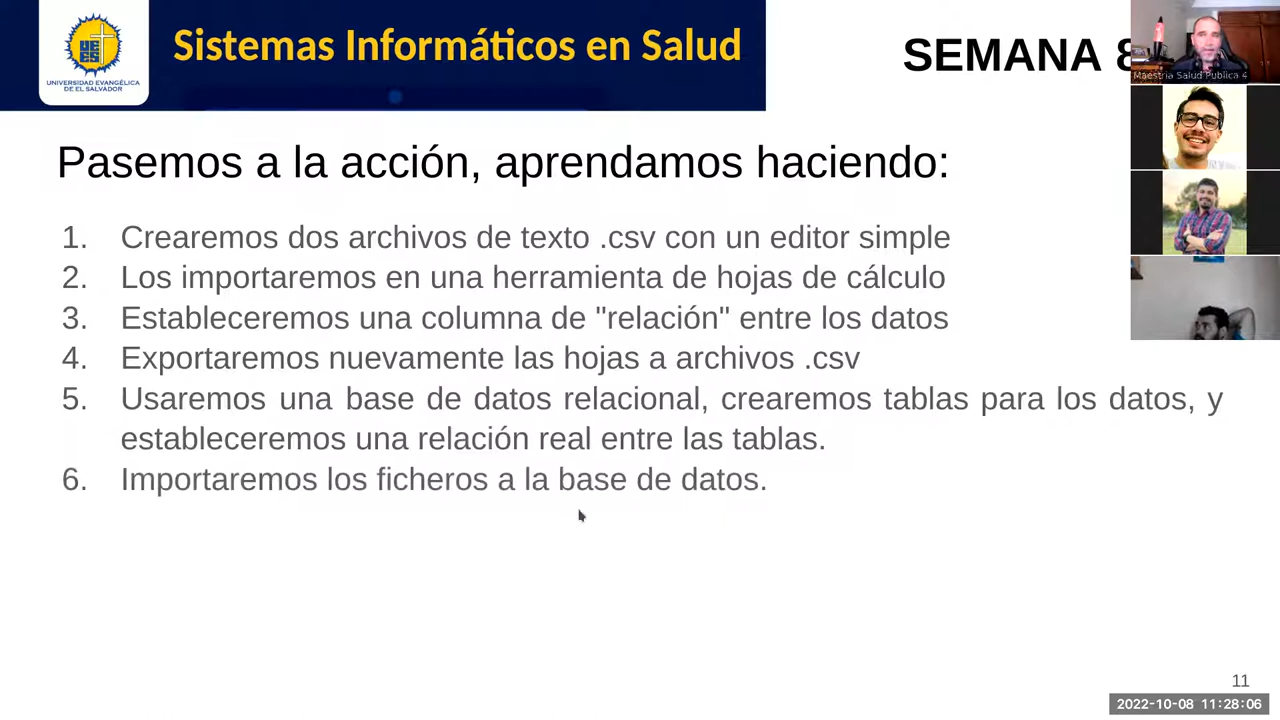 Sistemas Informáticos en Salud
UNIVERSIDAD EVANGÉLICA
DE EL SALVADOR
SEMANA 8
Maestria Salud Publica 4
Pasemos a la acción, aprendamos haciendo:
1. Crearemos dos archivos de texto .csv con un editor simple
2. Los importaremos en una herramienta de hojas de cálculo
3. Estableceremos una columna de "relación" entre los datos
4. Exportaremos nuevamente las hojas a archivos .csv
5. Usaremos una base de datos relacional, crearemos tablas para los datos, y
estableceremos una relación real entre las tablas.
6. Importaremos los ficheros a la base de datos.
11
2022-10-08 11:28:06